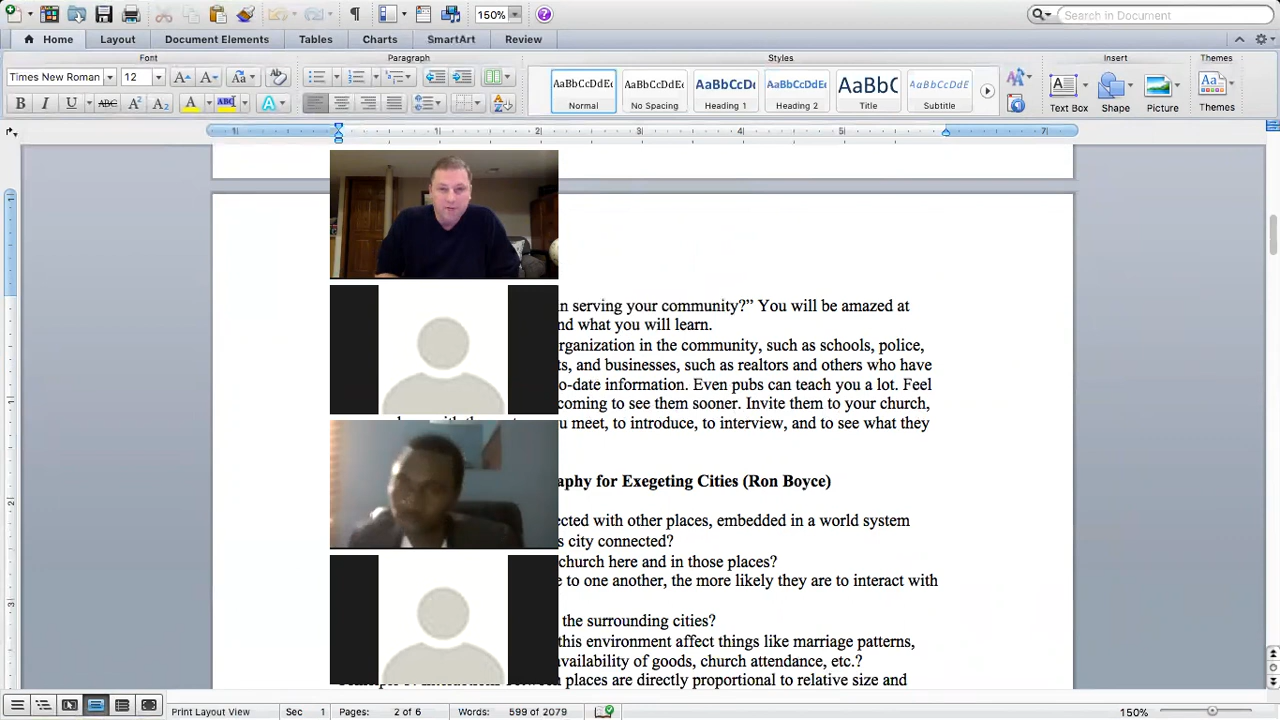 150%
Search in Document
Home
Layout
Document Elements
Tables
Charts
SmartArt
Review
Font
Paragraph
Styles
Insert
Themes
Times New Roman
12
AaBbCcDdEe
Normal
AaBbCcDdEe
No Spacing
AaBbCcDdEe
Heading
AaBbCcDdEe
Heading 2
AaBbC
Title
AaBbCcDdEe
Subtitle
Text Box
Shape
Picture
Themes
in serving your community?” You will be amazed at
what you will learn.
in the community, such as schools, police,
and businesses, such as realtors and others who have
information. Even pubs can teach you a lot. Feel
coming to see them sooner. Invite them to your church,
meet, to introduce, to interview, and to see what they
for Exegeting Cities (Ron Boyce)
with other places, embedded in a world system
city connected?
church here and in those places?
to one another, the more likely they are to interact with
the surrounding cities?
this environment affect things like marriage patterns,
availability of goods, church attendance, etc.?
places are directly proportional to relative size and
Print Layout View
Sec 1
Pages: 2 of 6
Words: 599 of 2079
150%